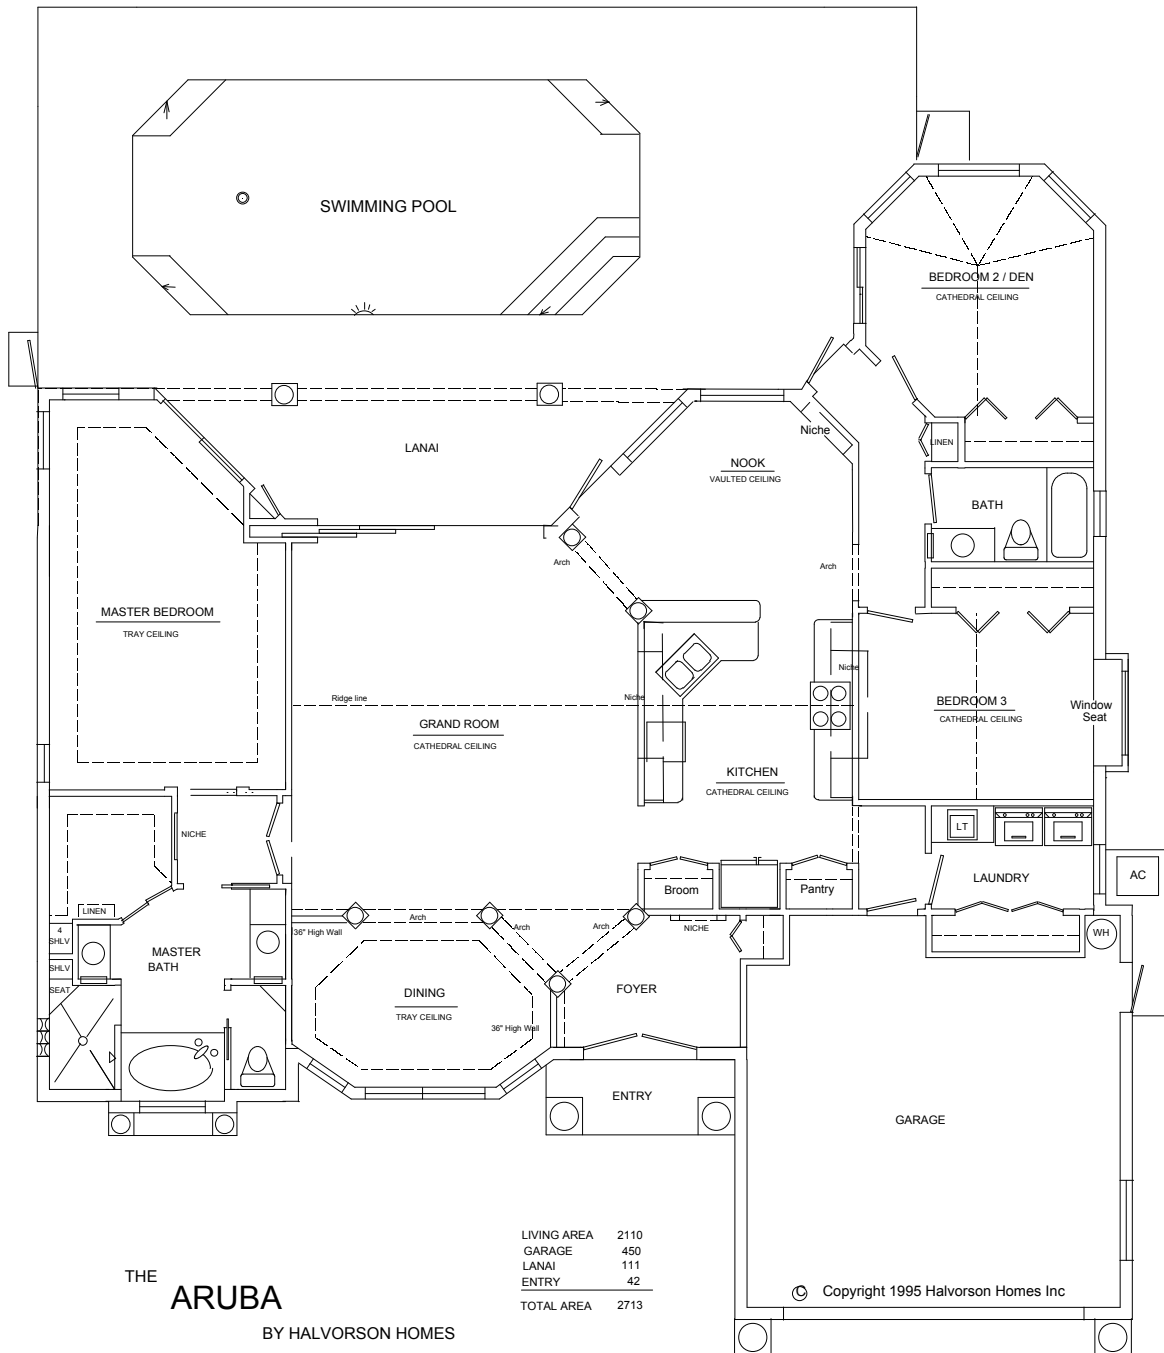 SWIMMING POOL
BEDROOM 2 / DEN
CATHEDRAL CEILING
LANAI
Niche
LINEN
NOOK
VAULTED CEILING
BATH
Arch
Arch
MASTER BEDROOM
TRAY CEILING
Niche
Ridge line
Niche
BEDROOM 3
CATHEDRAL CEILING
Window
Seat
GRAND ROOM
CATHEDRAL CEILING
KITCHEN
CATHEDRAL CEILING
NICHE
LT
LAUNDRY
AC
Broom
Pantry
LINEN
4
SHLV
36" High Wall
Arch
Arch
Arch
NICHE
WH
MASTER
BATH
SHLV
SEAT
DINING
TRAY CEILING
FOYER
36" High Wall
ENTRY
GARAGE
LIVING AREA 2110
GARAGE 450
LANAI 111
ENTRY 42
TOTAL AREA 2713
THE
ARUBA
BY HALVORSON HOMES
© Copyright 1995 Halvorson Homes Inc